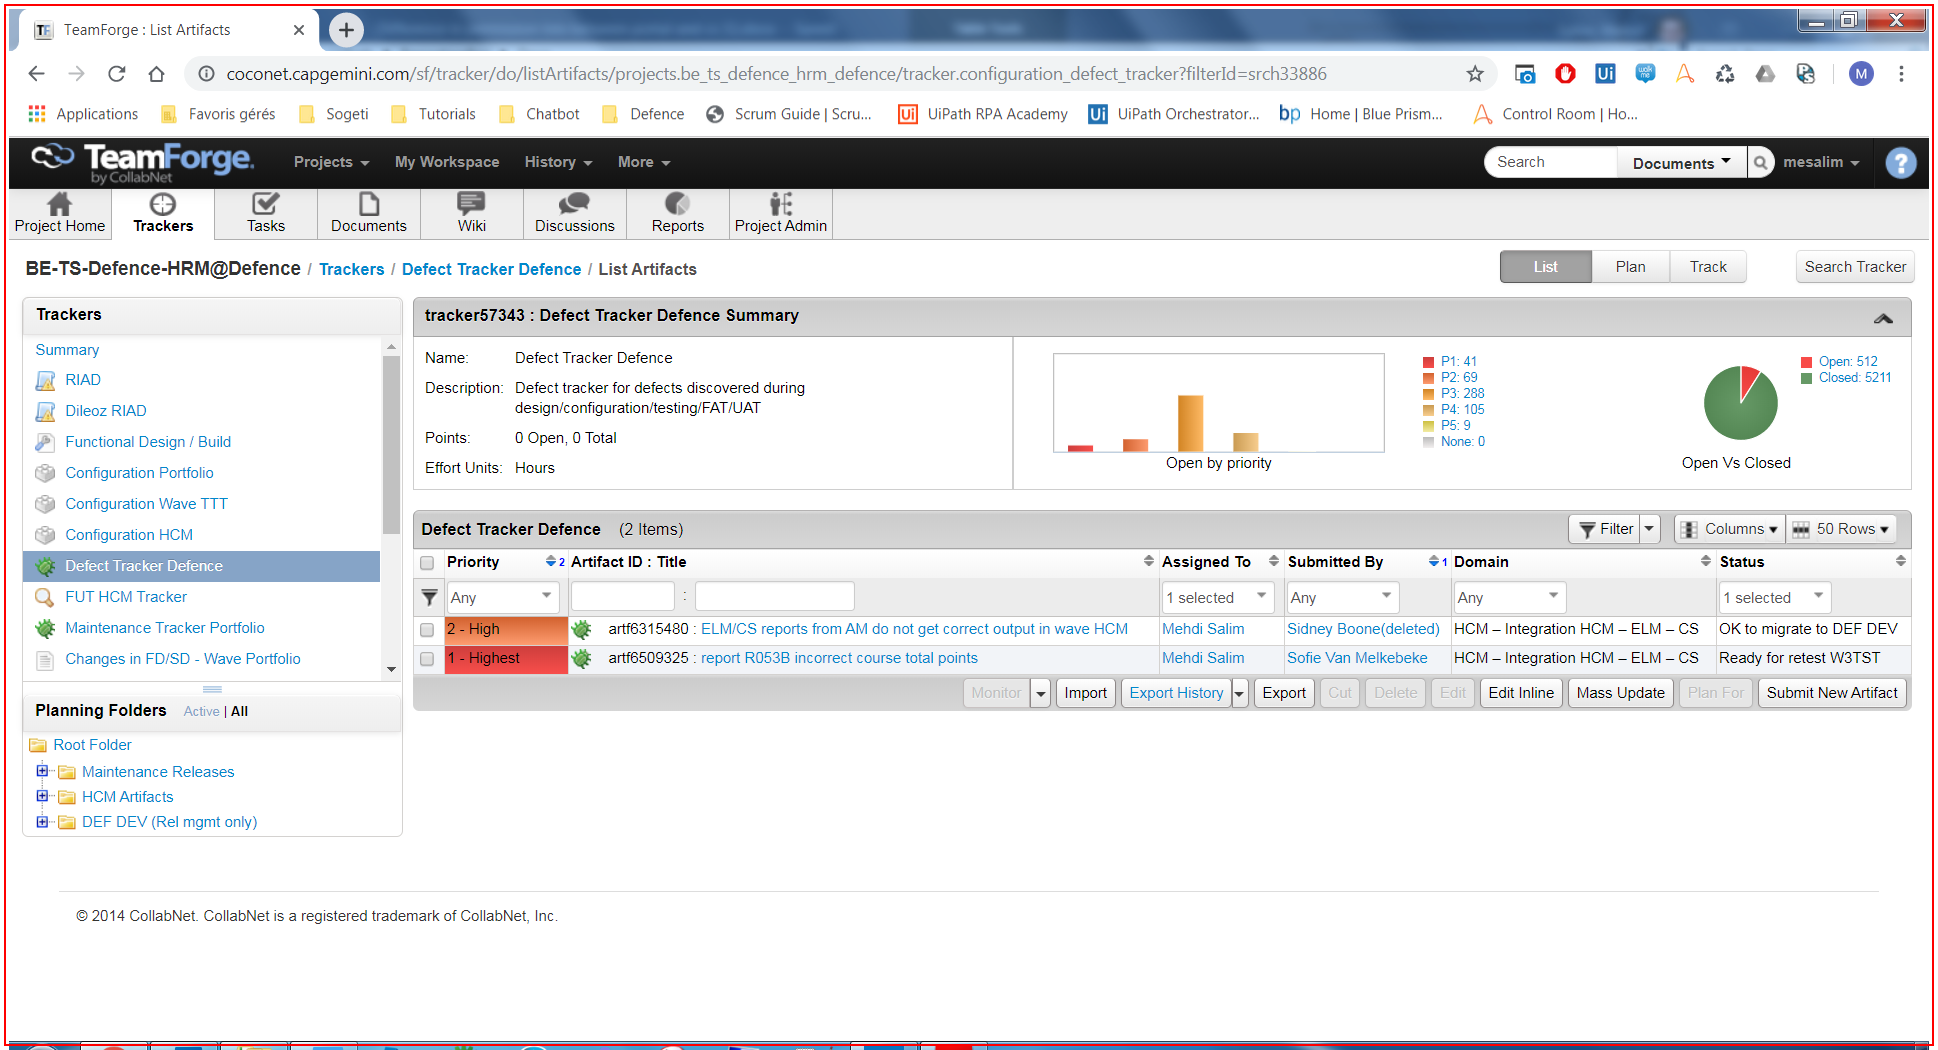 TeamForge : List Artifacts
coconet.capgemini.com/sf/tracker/do/listArtifacts/projects.be_ts_defence_hrm_defence/tracker.configuration_defect_tracker?filterId=srch33886
Applications Favoris gérés Sogeti Tutorials Chatbot Defence Scrum Guide | Scru... UiPath RPA Academy UiPath Orchestrator... Home | Blue Prism... Control Room | Ho...
TeamForge. by CollabNet Projects My Workspace History More Search Documents mesalim
Project Home Trackers Tasks Documents Wiki Discussions Reports Project Admin
BE-TS-Defence-HRM@Defence / Trackers / Defect Tracker Defence / List Artifacts List Plan Track Search Tracker
Trackers
Summary
RIAD
Dileoz RIAD
Functional Design / Build
Configuration Portfolio
Configuration Wave TTT
Configuration HCM
Defect Tracker Defence
FUT HCM Tracker
Maintenance Tracker Portfolio
Changes in FD/SD - Wave Portfolio
Planning Folders Active | All
Root Folder
Maintenance Releases
HCM Artifacts
DEF DEV (Rel mgmt only)
tracker57343 : Defect Tracker Defence Summary
Name: Defect Tracker Defence
Description: Defect tracker for defects discovered during
design/configuration/testing/FAT/UAT
Points: 0 Open, 0 Total
Effort Units: Hours
Open by priority
P1: 41
P2: 69
P3: 288
P4: 105
P5: 9
None: 0
Open Vs Closed
Open: 512
Closed: 5211
Defect Tracker Defence (2 Items) Filter Columns 50 Rows
Priority 2 Artifact ID : Title Assigned To Submitted By 1 Domain Status
Any : 1 selected Any Any 1 selected
2 - High artf6315480 : ELM/CS reports from AM do not get correct output in wave HCM Mehdi Salim Sidney Boone(deleted) HCM – Integration HCM – ELM – CS OK to migrate to DEF DEV
1 - Highest artf6509325 : report R053B incorrect course total points Mehdi Salim Sofie Van Melkebeke HCM – Integration HCM – ELM – CS Ready for retest W3TST
Monitor Import Export History Export Cut Delete Edit Edit Inline Mass Update Plan For Submit New Artifact
© 2014 CollabNet. CollabNet is a registered trademark of CollabNet, Inc.